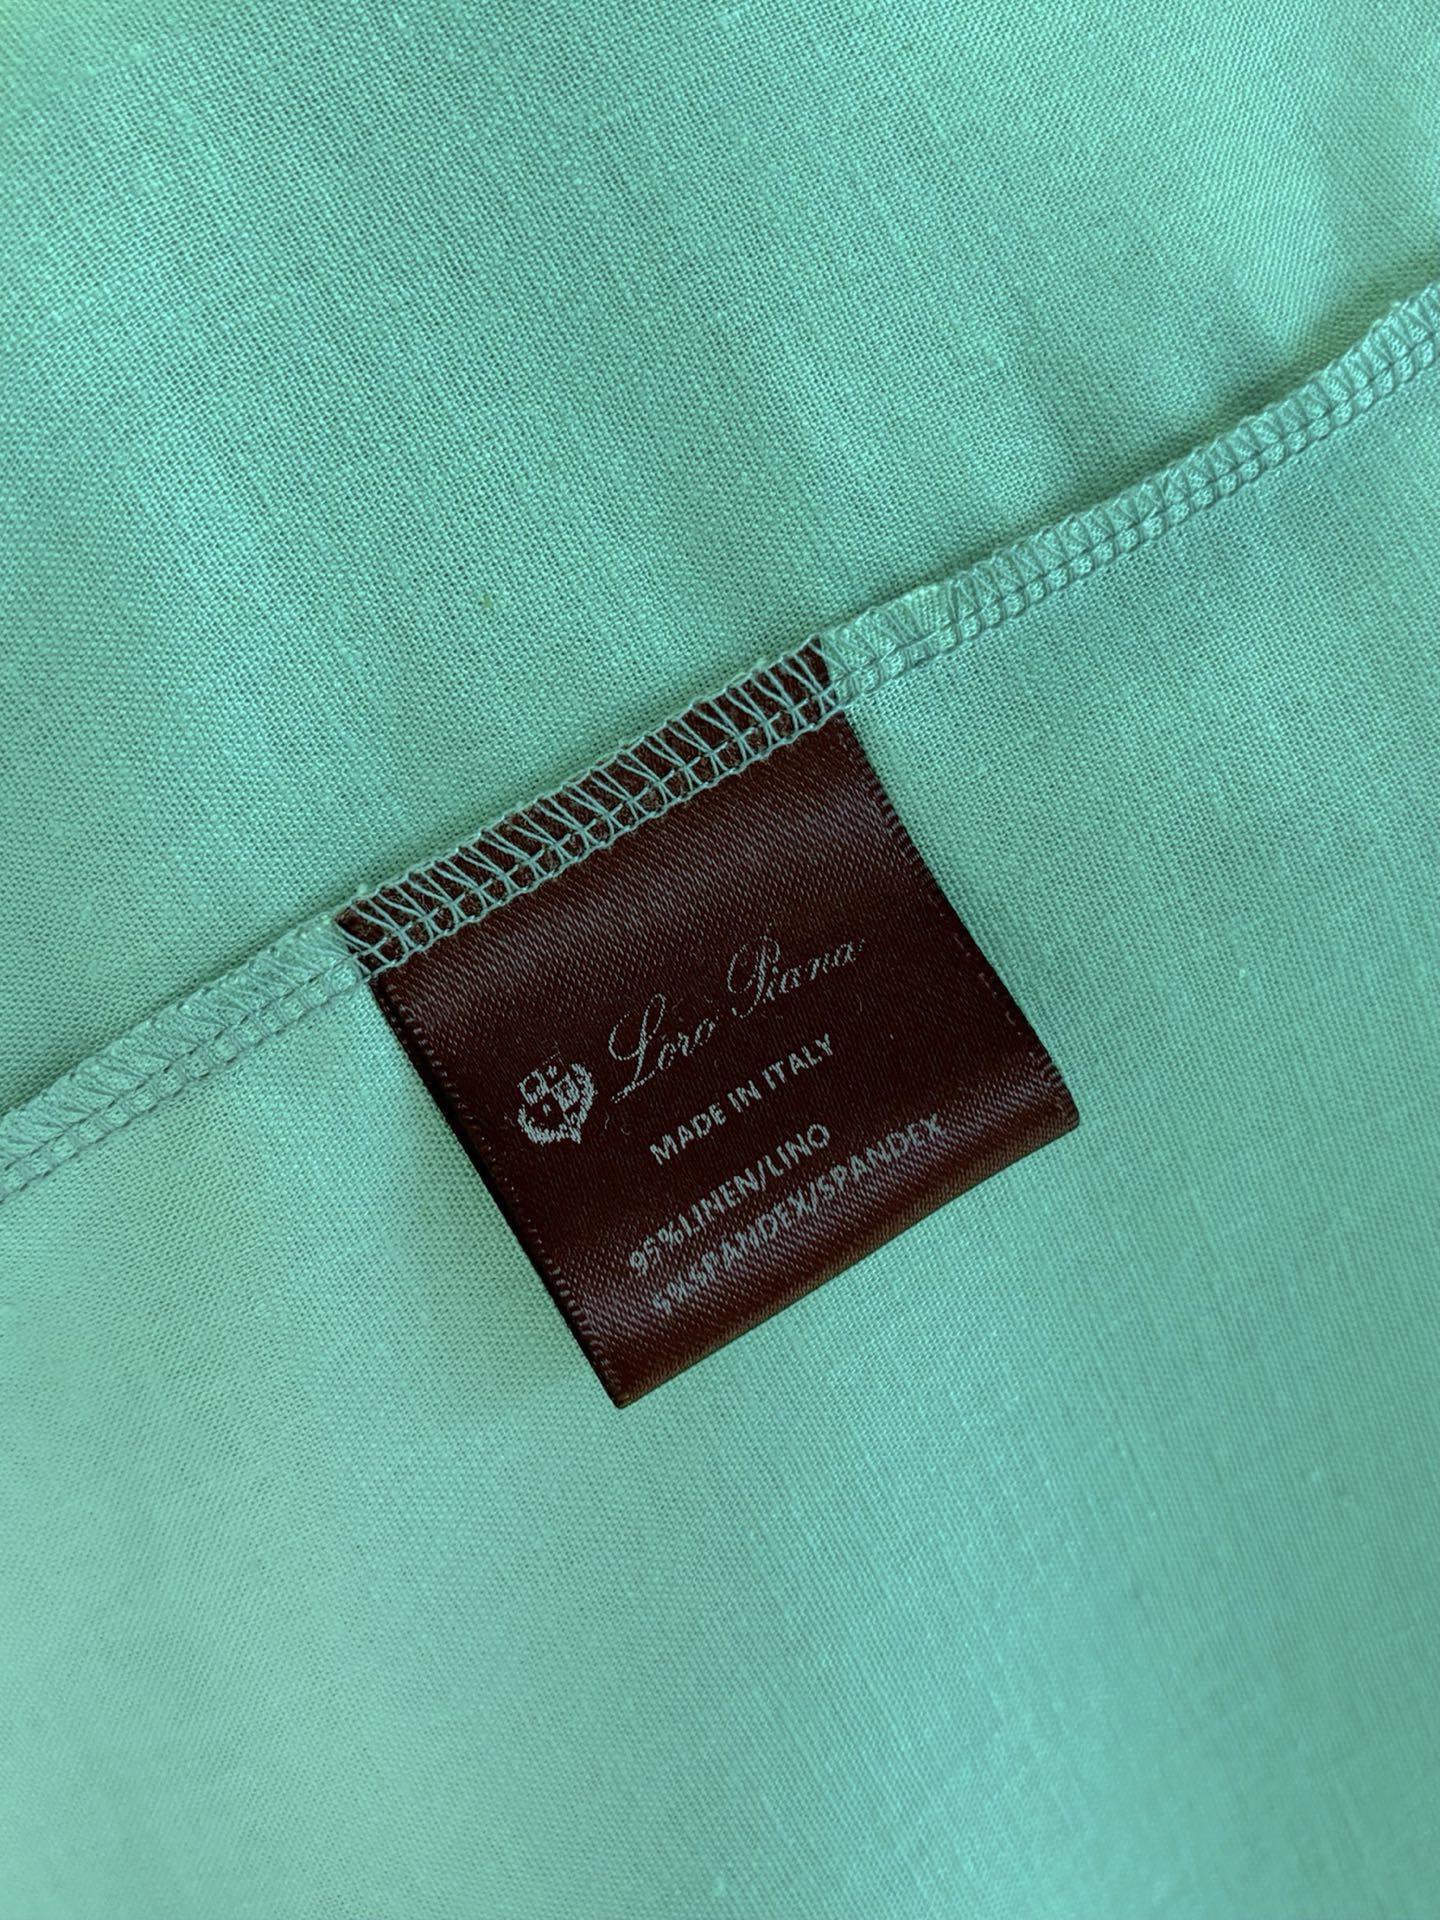 Loro Piana
MADE IN ITALY
95%LINEN/LINO
5%SPANDEX/SPANDEX